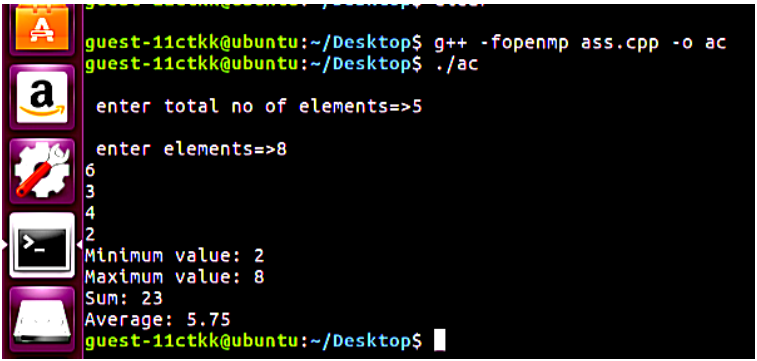 guest-11ctkk@ubuntu:~/Desktop$ g++ -fopenmp ass.cpp -o ac
guest-11ctkk@ubuntu:~/Desktop$ ./ac
enter total no of elements=>5
enter elements=>8
6
3
4
2
Minimum value: 2
Maximum value: 8
Sum: 23
Average: 5.75
guest-11ctkk@ubuntu:~/Desktop$